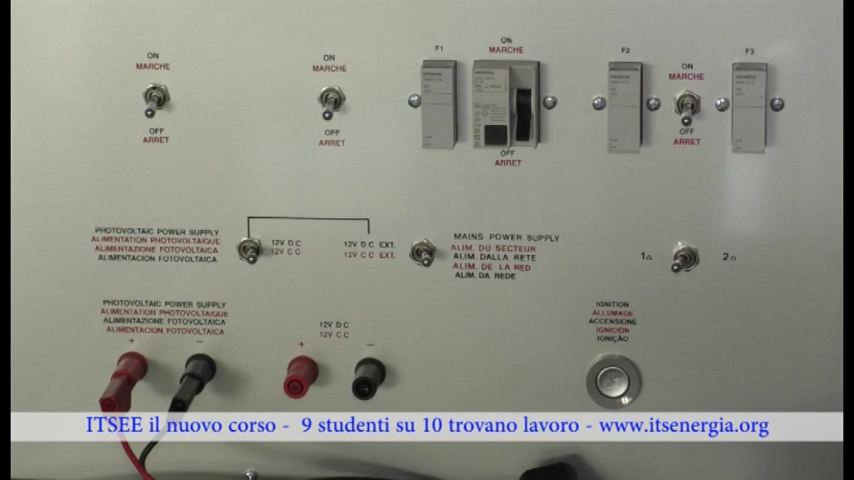 ON
MARCHE
OFF
ARRET
ON
MARCHE
OFF
ARRET
F1
ON
MARCHE
OFF
ARRET
F2
ON
MARCHE
OFF
ARRET
F3
PHOTOVOLTAIC POWER SUPPLY
ALIMENTATION PHOTOVOLTAIQUE
ALIMENTAZIONE FOTOVOLTAICA
ALIMENTACION FOTOVOLTAICA
12V D C
12V C C
12V D C EXT.
12V C C EXT.
MAINS POWER SUPPLY
ALIM. DU SECTEUR
ALIM. DALLA RETE
ALIM. DE LA RED
ALIM. DA REDE
1Ω
2Ω
PHOTOVOLTAIC POWER SUPPLY
ALIMENTATION PHOTOVOLTAIQUE
ALIMENTAZIONE FOTOVOLTAICA
ALIMENTACION FOTOVOLTAICA
+ −
12V D C
12V C C
+ −
IGNITION
ALLUMAGE
ACCENSIONE
IGNICIÓN
IGNIÇÃO
ITSEE il nuovo corso - 9 studenti su 10 trovano lavoro - www.itsenergia.org